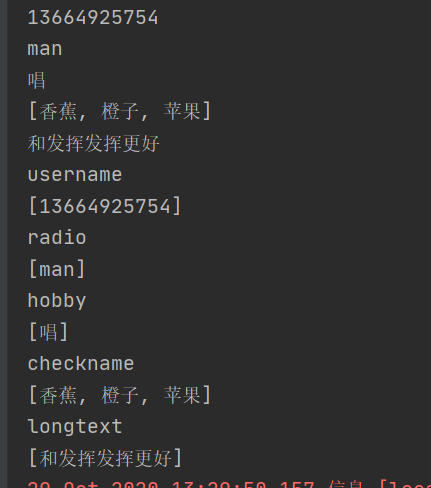 13664925754
man
唱
[香蕉, 橙子, 苹果]
和发挥发挥更好
username
[13664925754]
radio
[man]
hobby
[唱]
checkname
[香蕉, 橙子, 苹果]
longtext
[和发挥发挥更好]